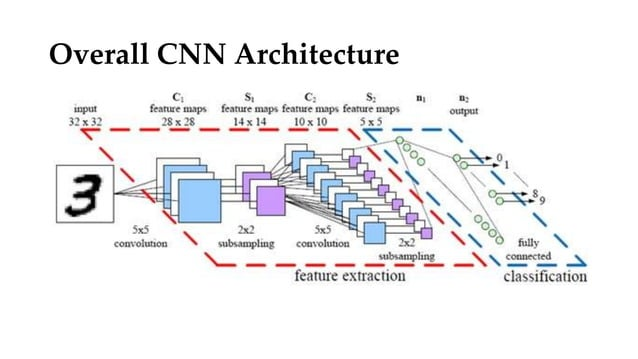 Overall CNN Architecture
C₁ S₁ C₂ S₂ n₁ n₂
input feature maps feature maps feature maps feature maps output
32 x 32 28 x 28 14 x 14 10 x 10 5 x 5
3
0
1
8
9
5x5 2x2 5x5 2x2 fully
convolution subsampling convolution subsampling connected
feature extraction classification